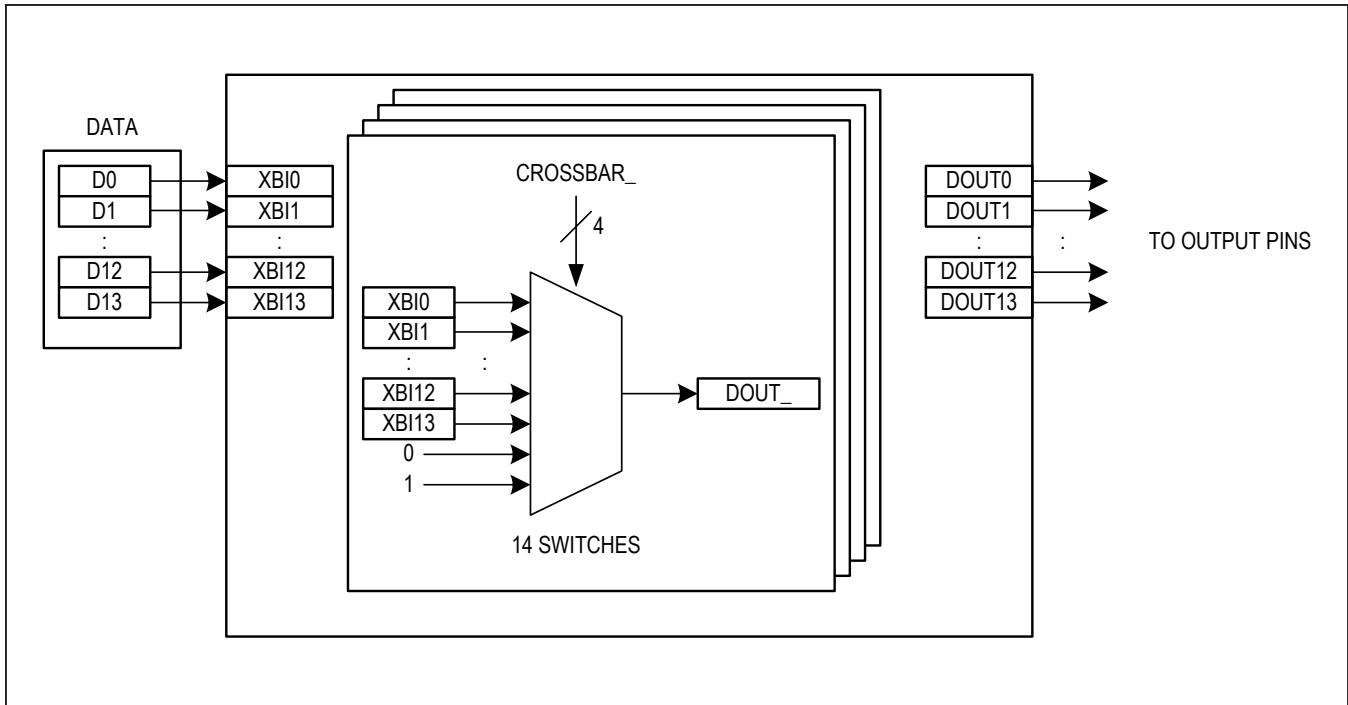 DATA
D0
D1
:
D12
D13
XBI0
XBI1
:
XBI12
XBI13
CROSSBAR_
4
XBI0
XBI1
: :
XBI12
XBI13
0
1
DOUT_
14 SWITCHES
DOUT0
DOUT1
: :
DOUT12
DOUT13
TO OUTPUT PINS